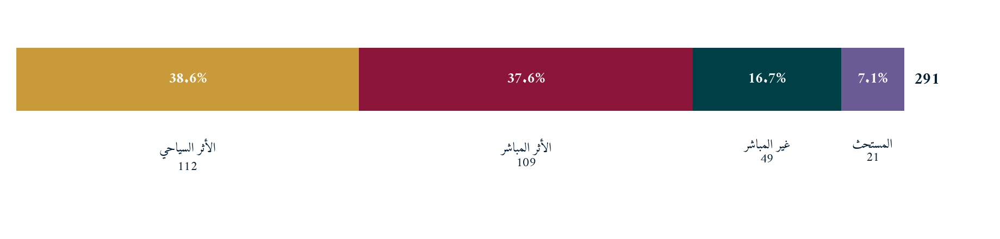 38.6%
37.6%
16.7%
7.1%
291
الأثر السياحي
112
الأثر المباشر
109
غير المباشر
49
المستحث
21